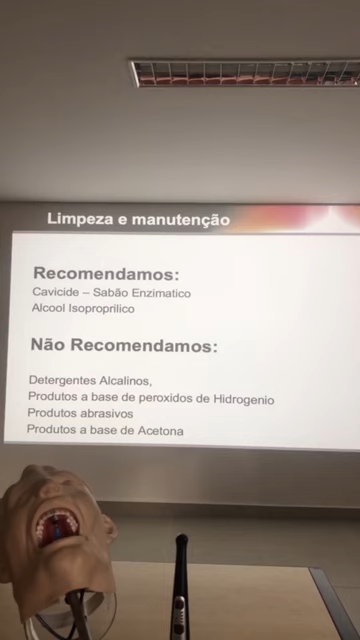 Limpeza e manutenção
Recomendamos:
Cavicide – Sabão Enzimatico
Alcool Isoproprilico
Não Recomendamos:
Detergentes Alcalinos,
Produtos a base de peroxidos de Hidrogenio
Produtos abrasivos
Produtos a base de Acetona